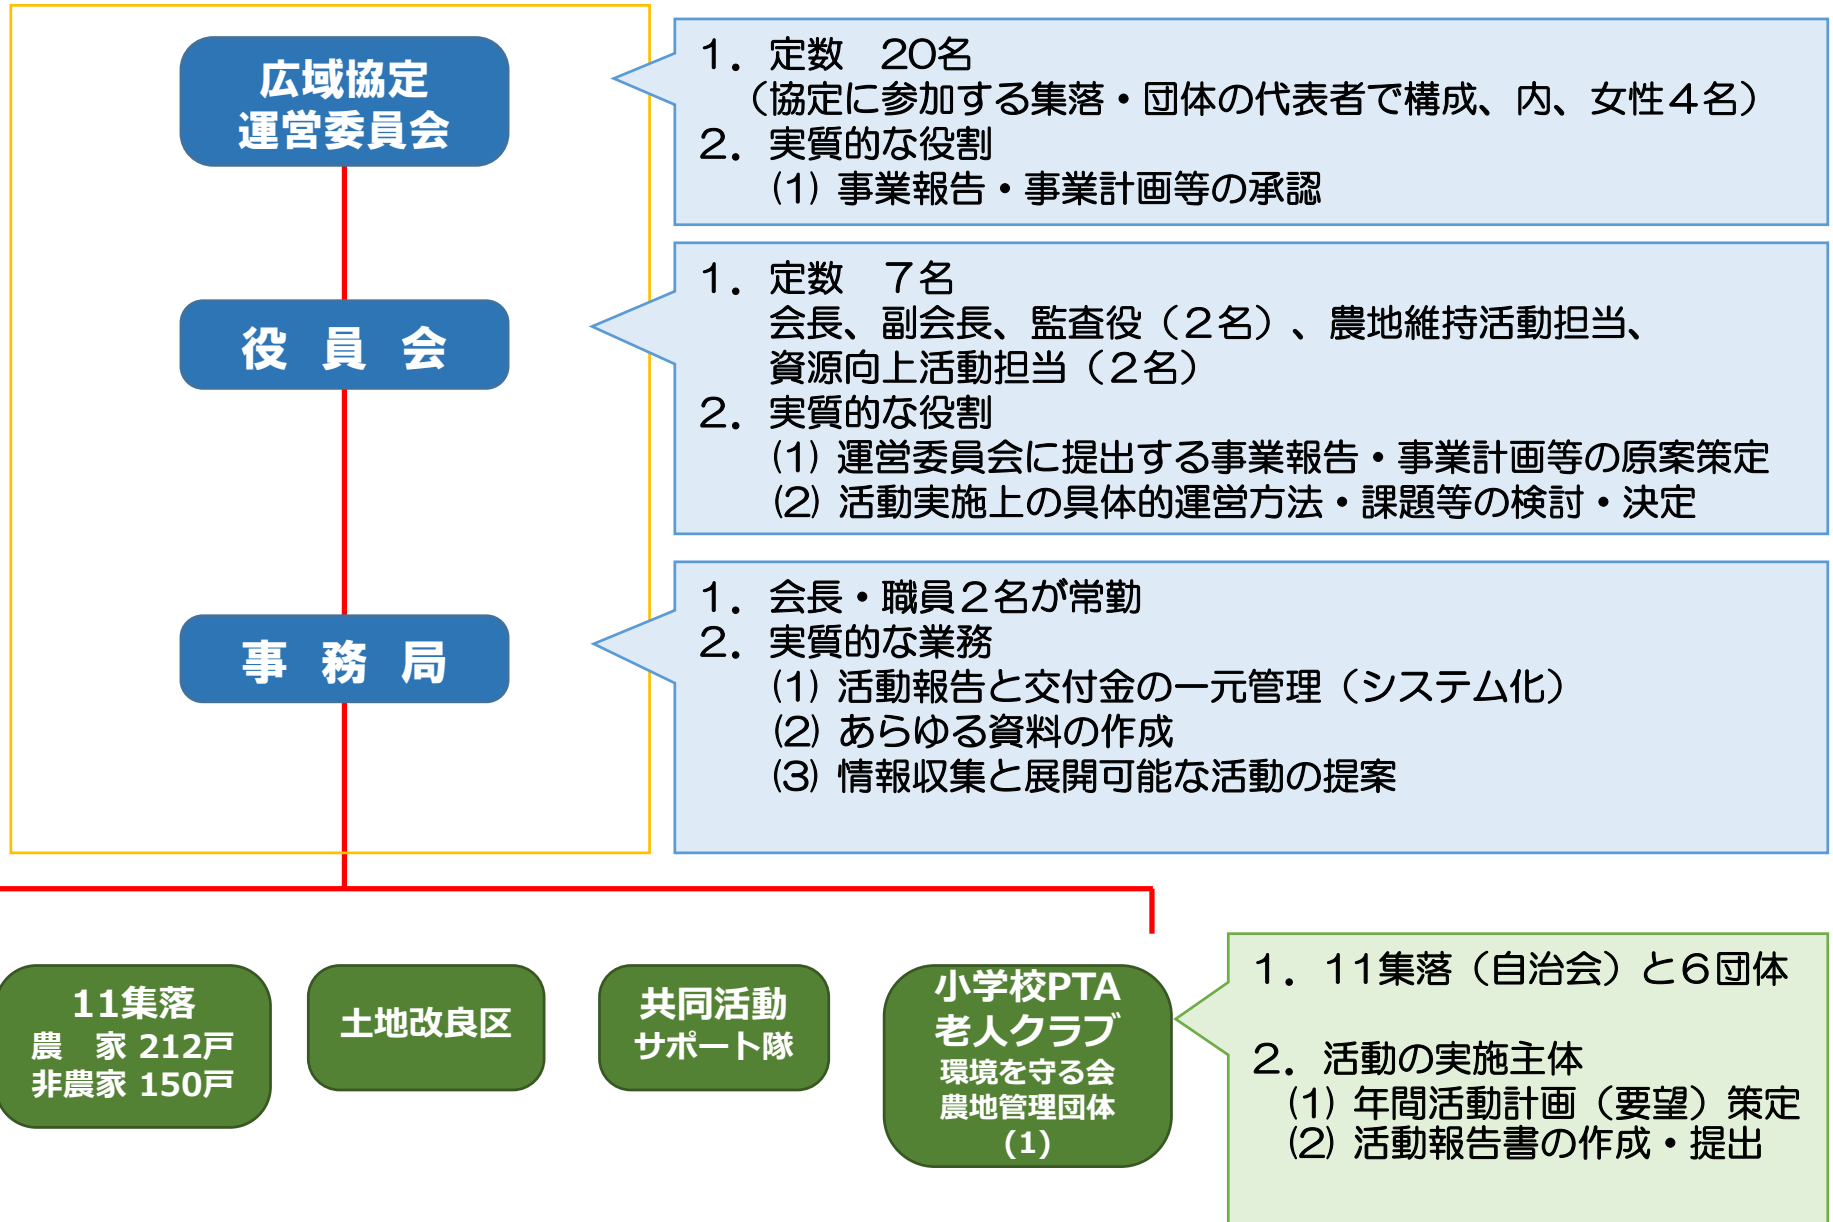 広域協定
運営委員会
１．定数　20名
（協定に参加する集落・団体の代表者で構成、内、女性４名）
２．実質的な役割
(1) 事業報告・事業計画等の承認
役　員　会
１．定数　７名
会長、副会長、監査役（２名）、農地維持活動担当、
資源向上活動担当（２名）
２．実質的な役割
(1) 運営委員会に提出する事業報告・事業計画等の原案策定
(2) 活動実施上の具体的運営方法・課題等の検討・決定
事　務　局
１．会長・職員２名が常勤
２．実質的な業務
(1) 活動報告と交付金の一元管理（システム化）
(2) あらゆる資料の作成
(3) 情報収集と展開可能な活動の提案
11集落
農　家 212戸
非農家 150戸
土地改良区
共同活動
サポート隊
小学校PTA
老人クラブ
環境を守る会
農地管理団体
(1)
１．11集落（自治会）と６団体
２．活動の実施主体
(1) 年間活動計画（要望）策定
(2) 活動報告書の作成・提出